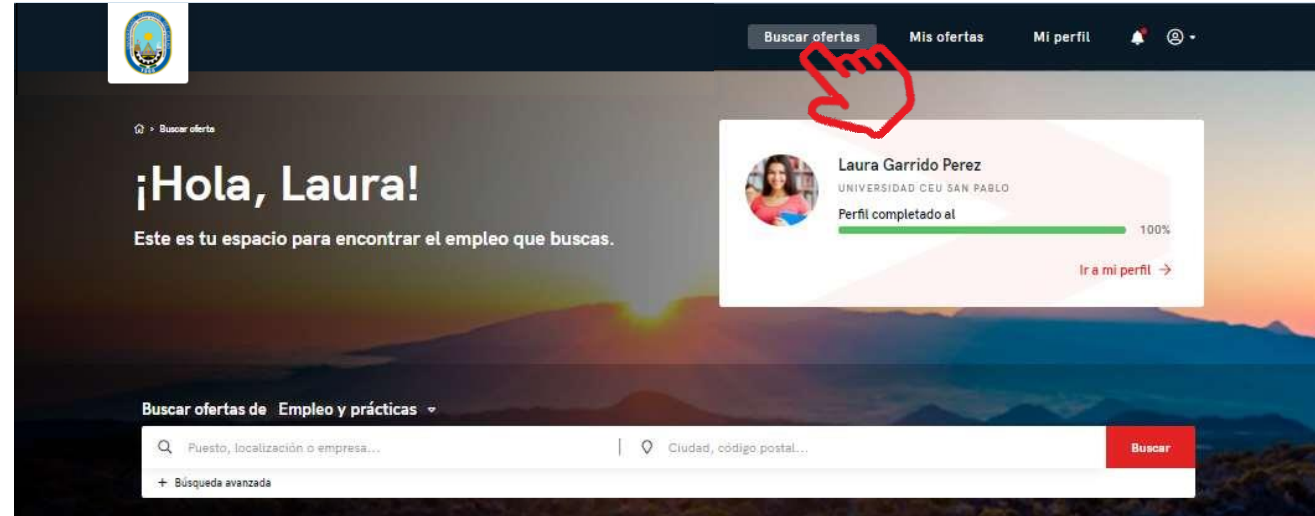 Buscar ofertas Mis ofertas Mi perfil
> Buscar oferta
¡Hola, Laura!
Este es tu espacio para encontrar el empleo que buscas.
Laura Garrido Perez
UNIVERSIDAD CEU SAN PABLO
Perfil completado al
100%
Ir a mi perfil →
Buscar ofertas de Empleo y prácticas
Puesto, localización o empresa...
Ciudad, código postal...
Buscar
+ Búsqueda avanzada